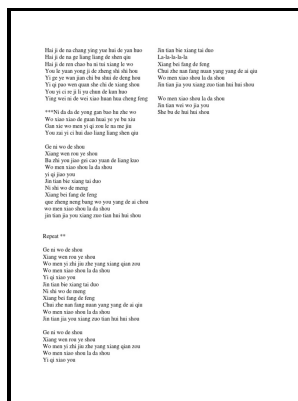 Hai ji de na chang ying yue hui de yan huo
Hai ji de na ge liang liang de shen qiu
Hai ji de ren chao ba ni tui xiang le wo
You le yuan yong ji de zheng shi shi hou
Yi ge ye wan jian chi bu shui de deng hou
Yi qi pao wen quan she chi de xiang shou
You yi ci re ji li yu chun de kan huo
Ying wei ni de wei xiao huan hua cheng feng

***Ni da da de yong bao bu zhe wo
Wo xiao xiao de guan huai ye ye bu xiu
Gan xie wo men yi qi zou le na me jiu
You zai yi ci hui dao liang liang shen qiu

Ge ni wo de shou
Xiang wen rou ye shou
Ba zhi you jiao gei cao yuan de liang kuo
Wo men xiao shou la da shou
yi qi jiao you
Jin tian bie xiang tai duo
Ni shi wo de meng
Xiang bei fang de feng
que zheng neng bang wo you yang de ai chou
wo men xiao shou la da shou
jin tian jia you xiang zuo tian hui hui shou

Repeat **

Ge ni wo de shou
Xiang wen rou ye shou
Wo men yi zhi jiu zhe yang xiang qian zou
Wo men xiao shou la da shou
Yi qi xiao you
Jin tian bie xiang tai duo
Ni shi wo de meng
Xiang bei fang de feng
Chui zhe nan fang nuan yang yang de ai qiu
Wo men xiao shou la da shou
Jin tian jia you xiang zuo tian hui hui shou

Ge ni wo de shou
Xiang wen rou ye shou
Wo men yi zhi jiu zhe yang xiang qian zou
Wo men xiao shou la da shou
Yi qi xiao you
Jin tian bie xiang tai duo
La-la-la-la-la
Xiang bei fang de feng
Chui zhe nan fang nuan yang yang de ai qiu
Wo men xiao shou la da shou
Jin tian jia you xiang zuo tian hui hui shou

Wo men xiao shou la da shou
Jin tian wei wo jia you
She bu de hui hui shou